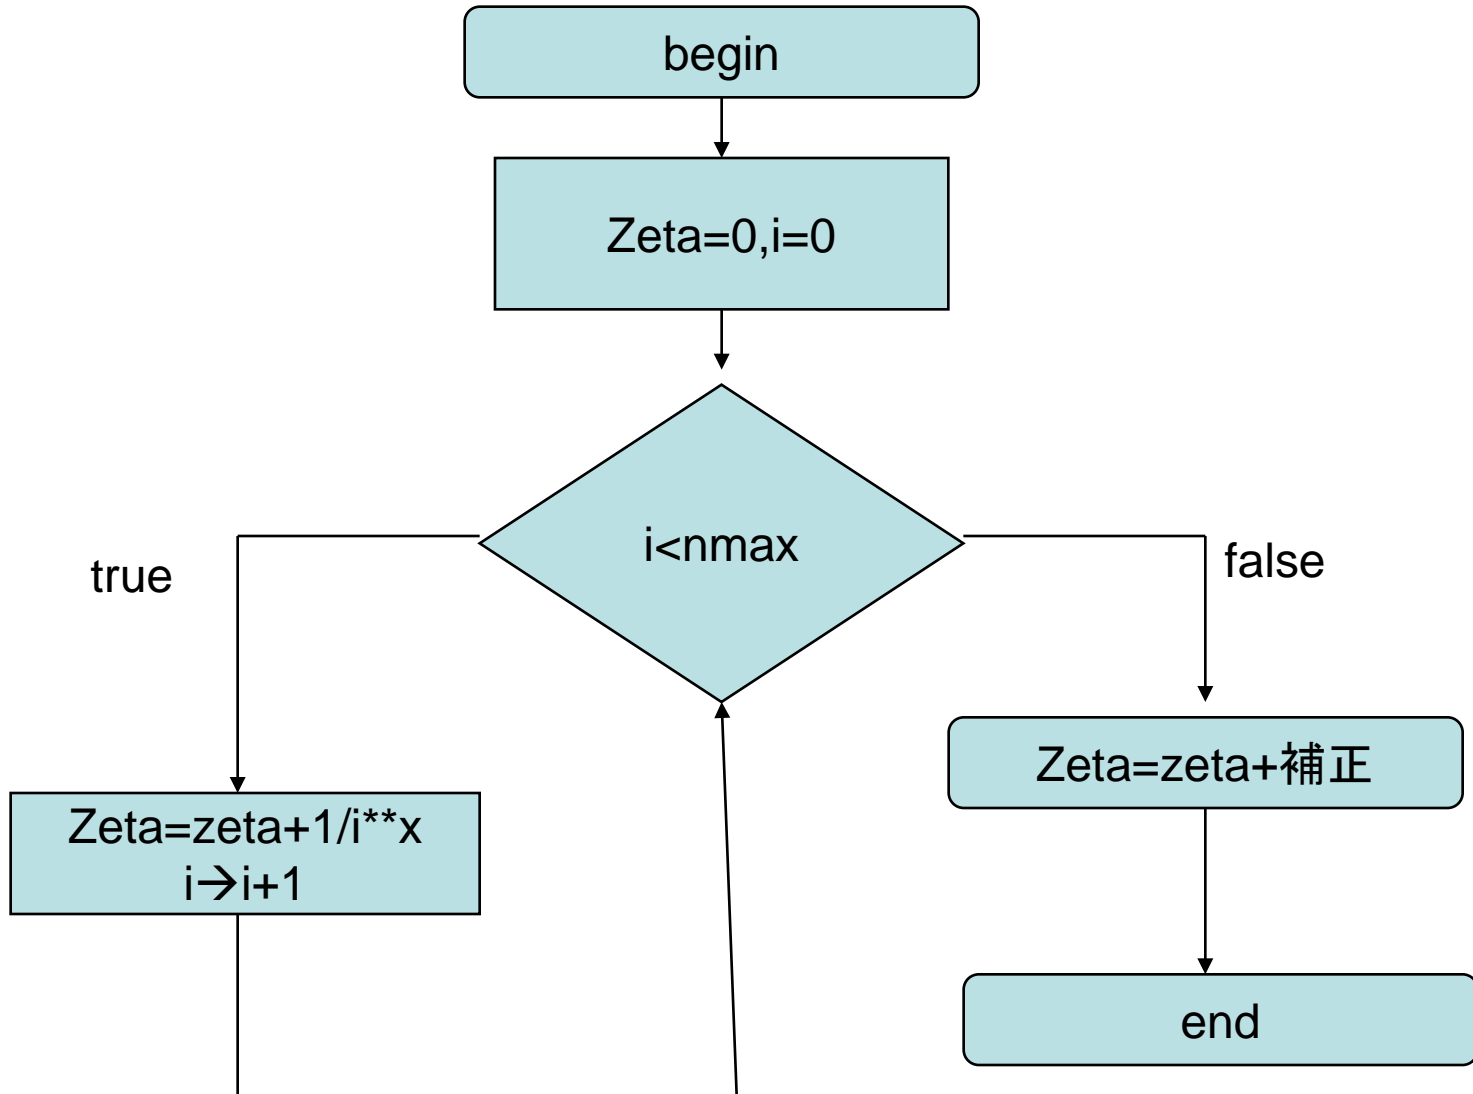 begin
Zeta=0,i=0
i<nmax
true
false
Zeta=zeta+補正
Zeta=zeta+1/i**x
i→i+1
end